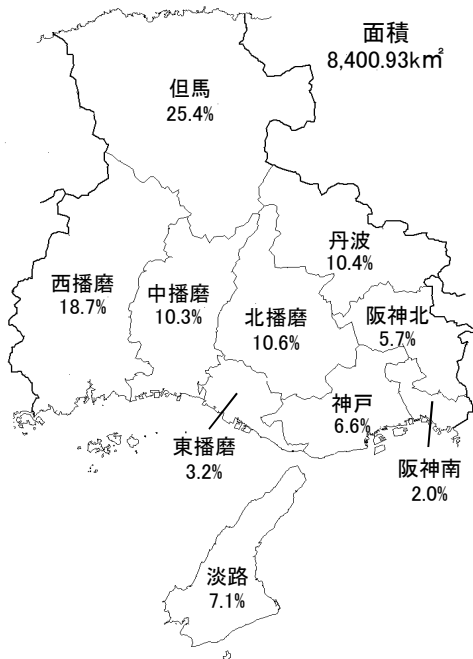 面積
8,400.93km²
但馬
25.4%
丹波
10.4%
西播磨
18.7%
中播磨
10.3%
北播磨
10.6%
阪神北
5.7%
神戸
6.6%
東播磨
3.2%
阪神南
2.0%
淡路
7.1%